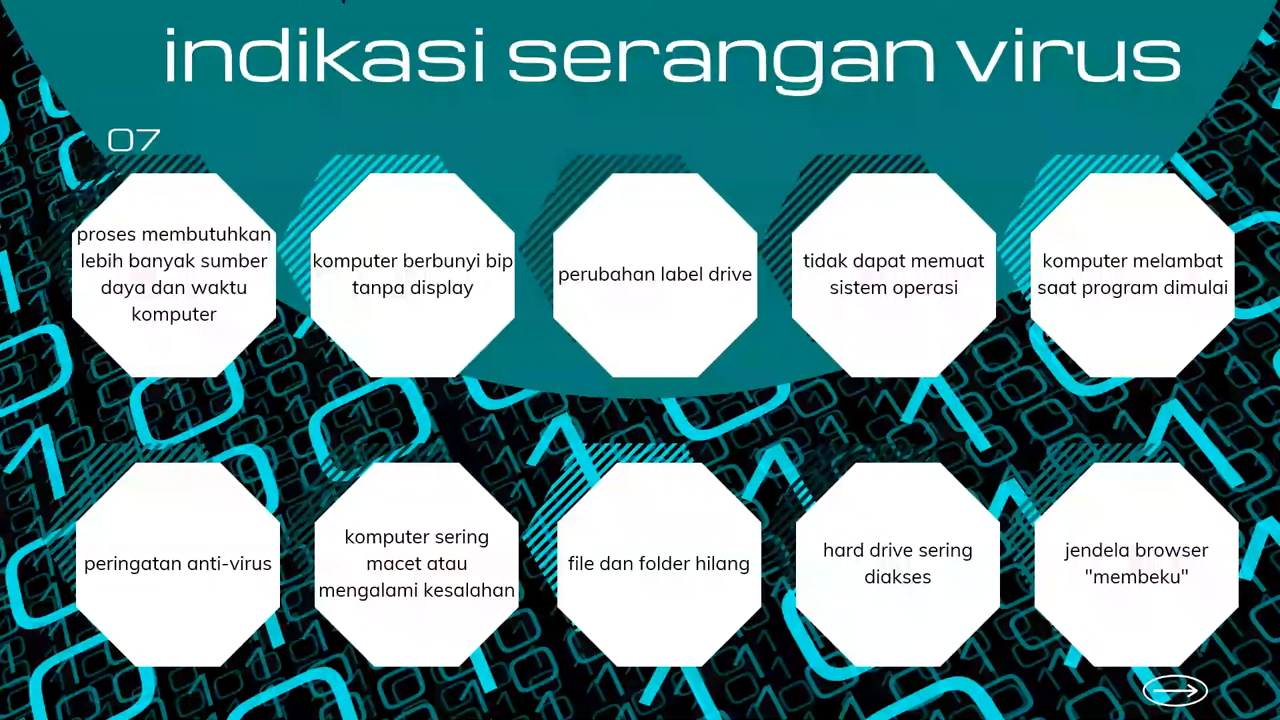 indikasi serangan virus
07
proses membutuhkan
lebih banyak sumber
daya dan waktu
komputer
komputer berbunyi bip
tanpa display
perubahan label drive
tidak dapat memuat
sistem operasi
komputer melambat
saat program dimulai
peringatan anti-virus
komputer sering
macet atau
mengalami kesalahan
file dan folder hilang
hard drive sering
diakses
jendela browser
"membeku"